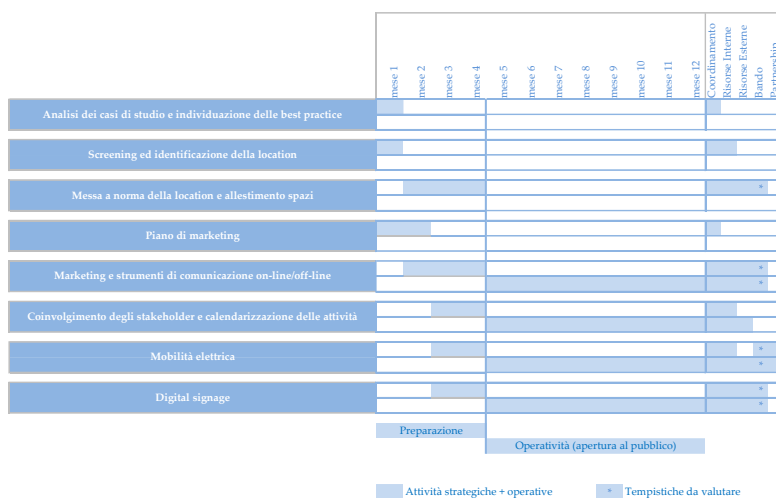 mese 1
mese 2
mese 3
mese 4
mese 5
mese 6
mese 7
mese 8
mese 9
mese 10
mese 11
mese 12
Coordinamento
Risorse Interne
Risorse Esterne
Bando
Partnership
Analisi dei casi di studio e individuazione delle best practice
Screening ed identificazione della location
Messa a norma della location e allestimento spazi
*
Piano di marketing
Marketing e strumenti di comunicazione on-line/off-line
*
*
Coinvolgimento degli stakeholder e calendarizzazione delle attività
Mobilità elettrica
*
*
Digital signage
*
*
Preparazione
Operatività (apertura al pubblico)
Attività strategiche + operative
* Tempistiche da valutare